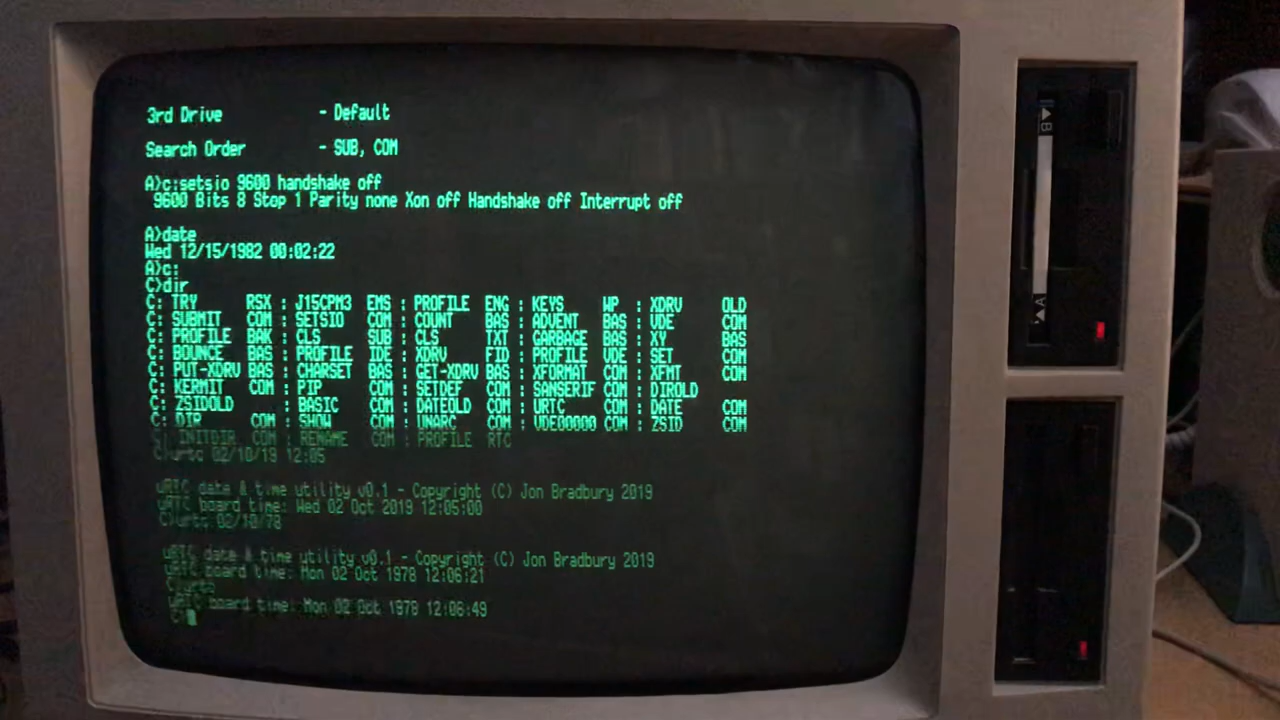 3rd Drive - Default
Search Order - SUB, COM
A>c:setsio 9600 handshake off
9600 Bits 8 Stop 1 Parity none Xon off Handshake off Interrupt off
A>date
Wed 12/15/1982 00:02:22
A>c:
C>dir
C: TRY RSX : J15CPM3 EMS : PROFILE ENG : KEYS WP : XDRV OLD
C: SUBMIT COM : SETSIO COM : COUNT BAS : ADVENT BAS : VDE COM
C: PROFILE BAK : CLS SUB : CLS TXT : GARBAGE BAS : XY BAS
C: BOUNCE BAS : PROFILE IDE : XDRV FID : PROFILE VDE : SET COM
C: PUT-XDRV BAS : CHARSET BAS : GET-XDRV BAS : XFORMAT COM : XFMT COM
C: KERMIT COM : PIP COM : SETDEF COM : SANSERIF COM : DIROLD
C: ZSIDOLD : BASIC COM : DATEOLD COM : URTC COM : DATE COM
C: DIR COM : SHOW COM : UNARC COM : VDE00000 COM : ZSID COM
C: INITDIR COM : RENAME COM : PROFILE RTC
C>urtc 02/10/19 12:05
uRTC date & time utility v0.1 - Copyright (C) Jon Bradbury 2019
uRTC board time: Wed 02 Oct 2019 12:05:00
C>urtc 02/10/78
uRTC date & time utility v0.1 - Copyright (C) Jon Bradbury 2019
uRTC board time: Mon 02 Oct 1978 12:06:21
C>urtc
uRTC board time: Mon 02 Oct 1978 12:06:49
C>
B
A